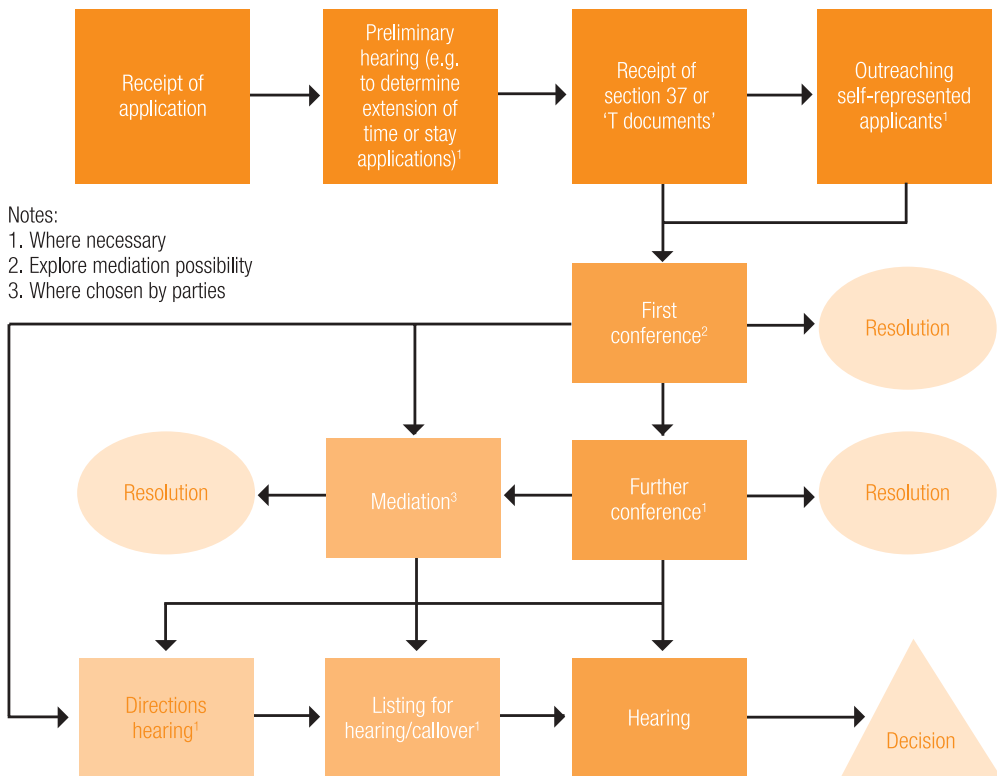 Receipt of
application
Preliminary
hearing (e.g.
to determine
extension of
time or stay
applications)¹
Receipt of
section 37 or
‘T documents’
Outreaching
self-represented
applicants¹
Notes:
1. Where necessary
2. Explore mediation possibility
3. Where chosen by parties
First
conference²
Resolution
Resolution
Mediation³
Further
conference¹
Resolution
Directions
hearing¹
Listing for
hearing/callover¹
Hearing
Decision